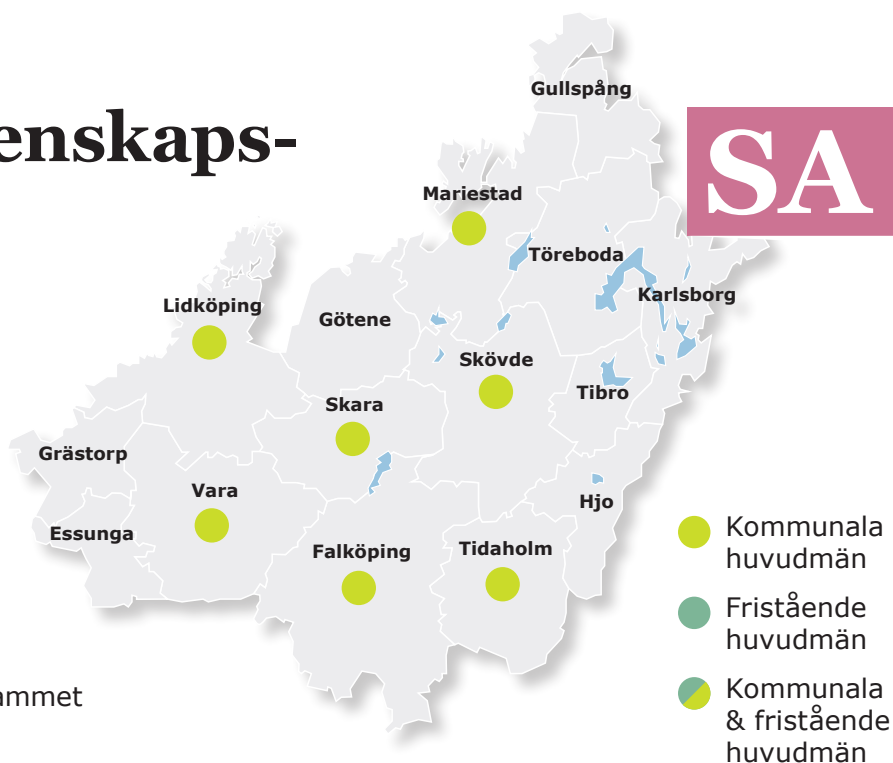 enskaps-
SA
Gullspång
Mariestad
Töreboda
Karlsborg
Lidköping
Götene
Skövde
Tibro
Skara
Grästorp
Vara
Hjo
Essunga
Falköping
Tidaholm
Kommunala
huvudmän
Fristående
huvudmän
Kommunala
& fristående
huvudmän
ammet